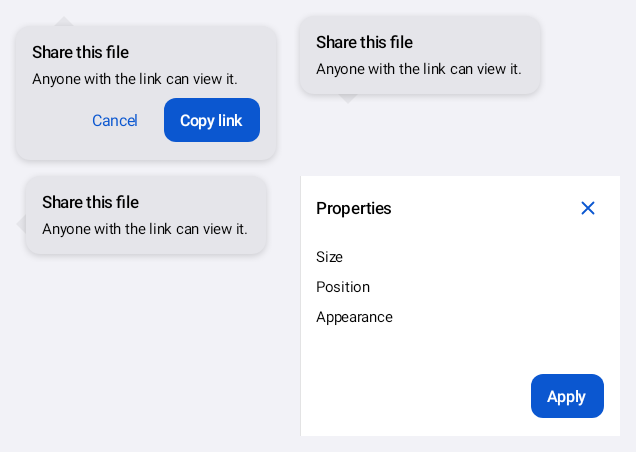 Share this file
Anyone with the link can view it.
Cancel
Copy link
Share this file
Anyone with the link can view it.
Share this file
Anyone with the link can view it.
Properties
Size
Position
Appearance
Apply